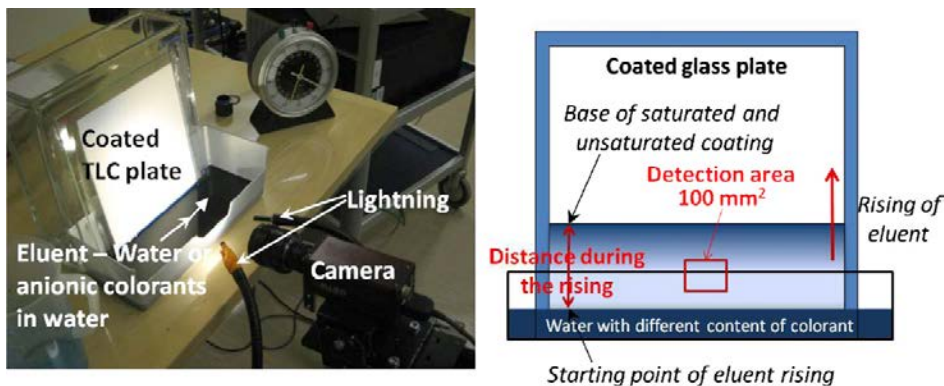 Coated
TLC plate
Lightning
Eluent – Water or
anionic colorants
in water
Camera
Coated glass plate
Base of saturated and
unsaturated coating
Detection area
100 mm²
Rising of
eluent
Distance during
the rising
Water with different content of colorant
Starting point of eluent rising